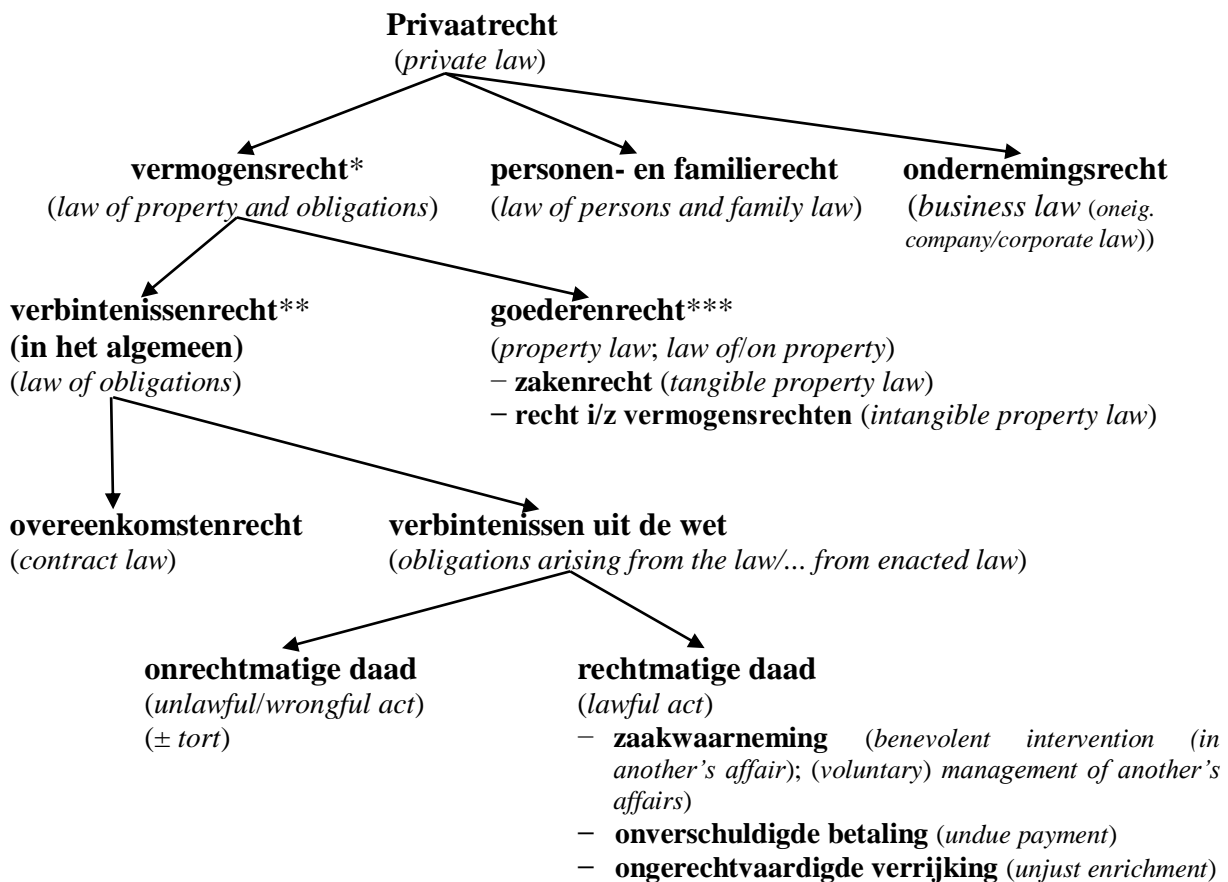 Privaatrecht
(private law)
vermogensrecht*
(law of property and obligations)
personen- en familierecht
(law of persons and family law)
ondernemingsrecht
(business law (oneig.
company/corporate law))
verbintenissenrecht**
(in het algemeen)
(law of obligations)
goederenrecht***
(property law; law of/on property)
− zakenrecht (tangible property law)
− recht i/z vermogensrechten (intangible property law)
overeenkomstenrecht
(contract law)
verbintenissen uit de wet
(obligations arising from the law/... from enacted law)
onrechtmatige daad
(unlawful/wrongful act)
(± tort)
rechtmatige daad
(lawful act)
− zaakwaarneming (benevolent intervention (in
another's affair); (voluntary) management of another's
affairs)
− onverschuldigde betaling (undue payment)
− ongerechtvaardigde verrijking (unjust enrichment)